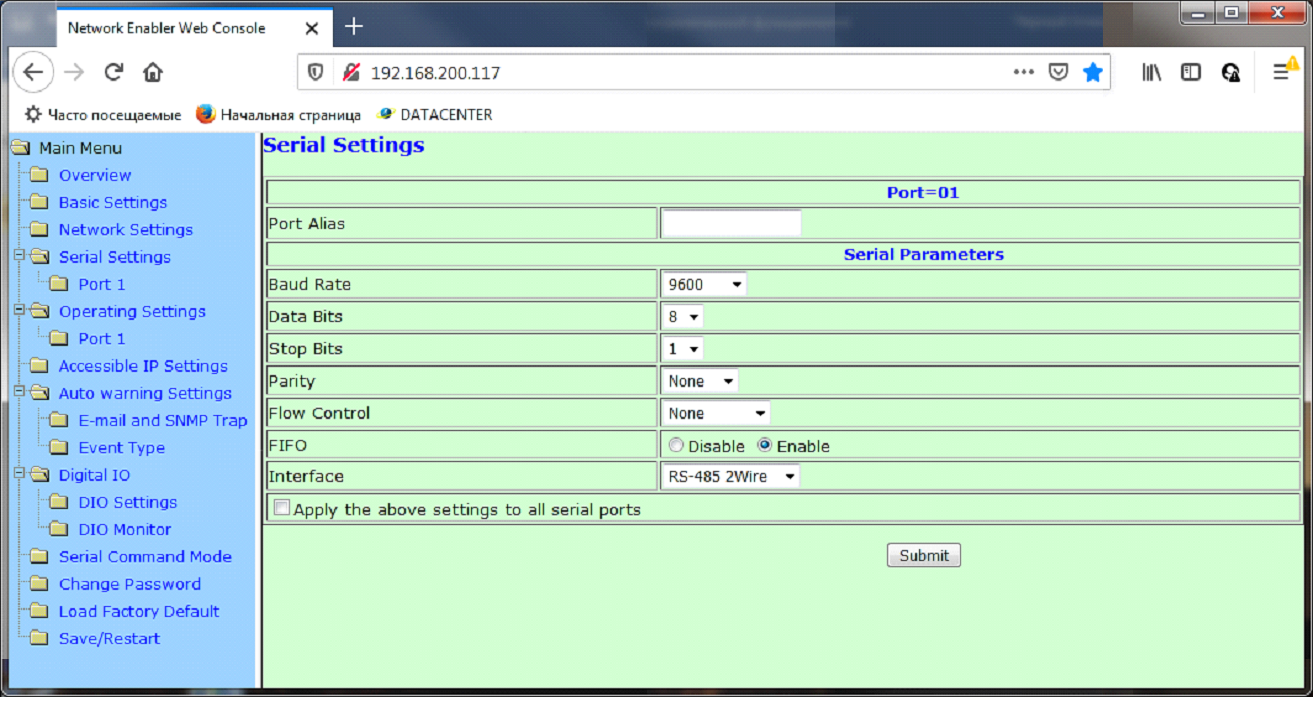 Network Enabler Web Console
192.168.200.117
Часто посещаемые Начальная страница DATACENTER
Main Menu
Overview
Basic Settings
Network Settings
Serial Settings
Port 1
Operating Settings
Port 1
Accessible IP Settings
Auto warning Settings
E-mail and SNMP Trap
Event Type
Digital IO
DIO Settings
DIO Monitor
Serial Command Mode
Change Password
Load Factory Default
Save/Restart
Serial Settings
Port=01
Port Alias
Serial Parameters
Baud Rate 9600
Data Bits 8
Stop Bits 1
Parity None
Flow Control None
FIFO Disable Enable
Interface RS-485 2Wire
Apply the above settings to all serial ports
Submit